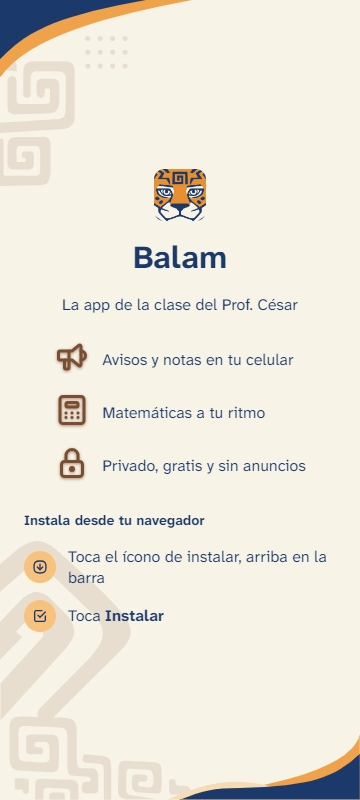 Balam
La app de la clase del Prof. César
Avisos y notas en tu celular
Matemáticas a tu ritmo
Privado, gratis y sin anuncios
Instala desde tu navegador
Toca el ícono de instalar, arriba en la
barra
Toca Instalar